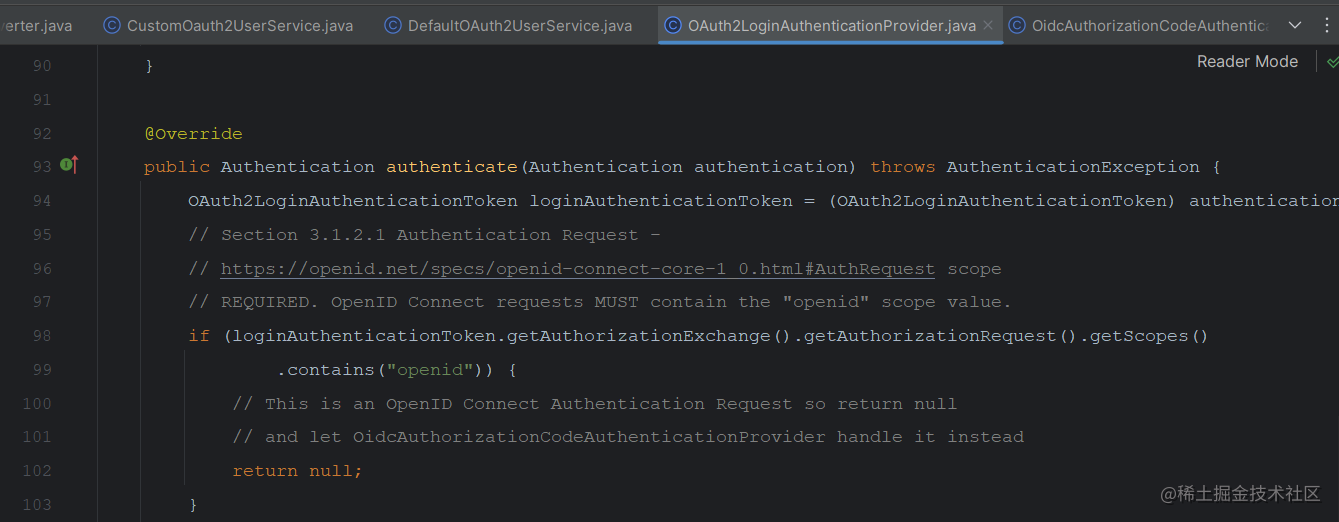 erter.java CustomOauth2UserService.java DefaultOAuth2UserService.java OAuth2LoginAuthenticationProvider.java OidcAuthorizationCodeAuthentica
Reader Mode
90 }
91
92 @Override
93 public Authentication authenticate(Authentication authentication) throws AuthenticationException {
94 OAuth2LoginAuthenticationToken loginAuthenticationToken = (OAuth2LoginAuthenticationToken) authentication
95 // Section 3.1.2.1 Authentication Request -
96 // https://openid.net/specs/openid-connect-core-1_0.html#AuthRequest scope
97 // REQUIRED. OpenID Connect requests MUST contain the "openid" scope value.
98 if (loginAuthenticationToken.getAuthorizationExchange().getAuthorizationRequest().getScopes()
99 .contains("openid")) {
100 // This is an OpenID Connect Authentication Request so return null
101 // and let OidcAuthorizationCodeAuthenticationProvider handle it instead
102 return null;
103 }
@稀土掘金技术社区